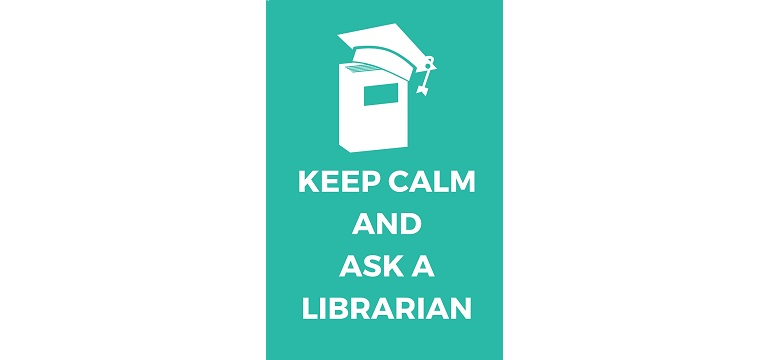 KEEP CALM
AND
ASK A
LIBRARIAN